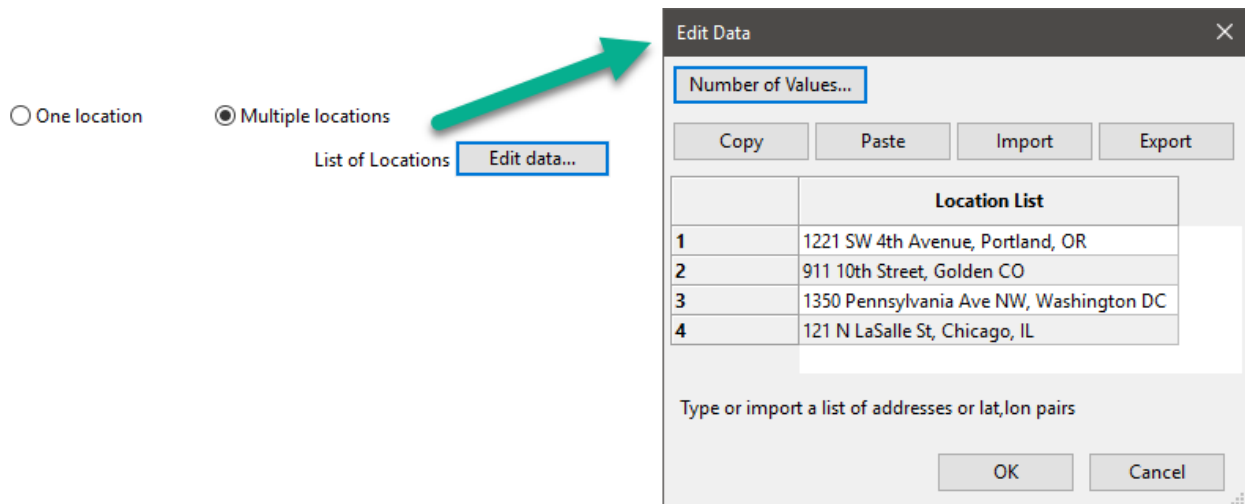 One location
Multiple locations
List of Locations
Edit data...
Edit Data
Number of Values...
Copy
Paste
Import
Export
Location List
1 1221 SW 4th Avenue, Portland, OR
2 911 10th Street, Golden CO
3 1350 Pennsylvania Ave NW, Washington DC
4 121 N LaSalle St, Chicago, IL
Type or import a list of addresses or lat,lon pairs
OK
Cancel